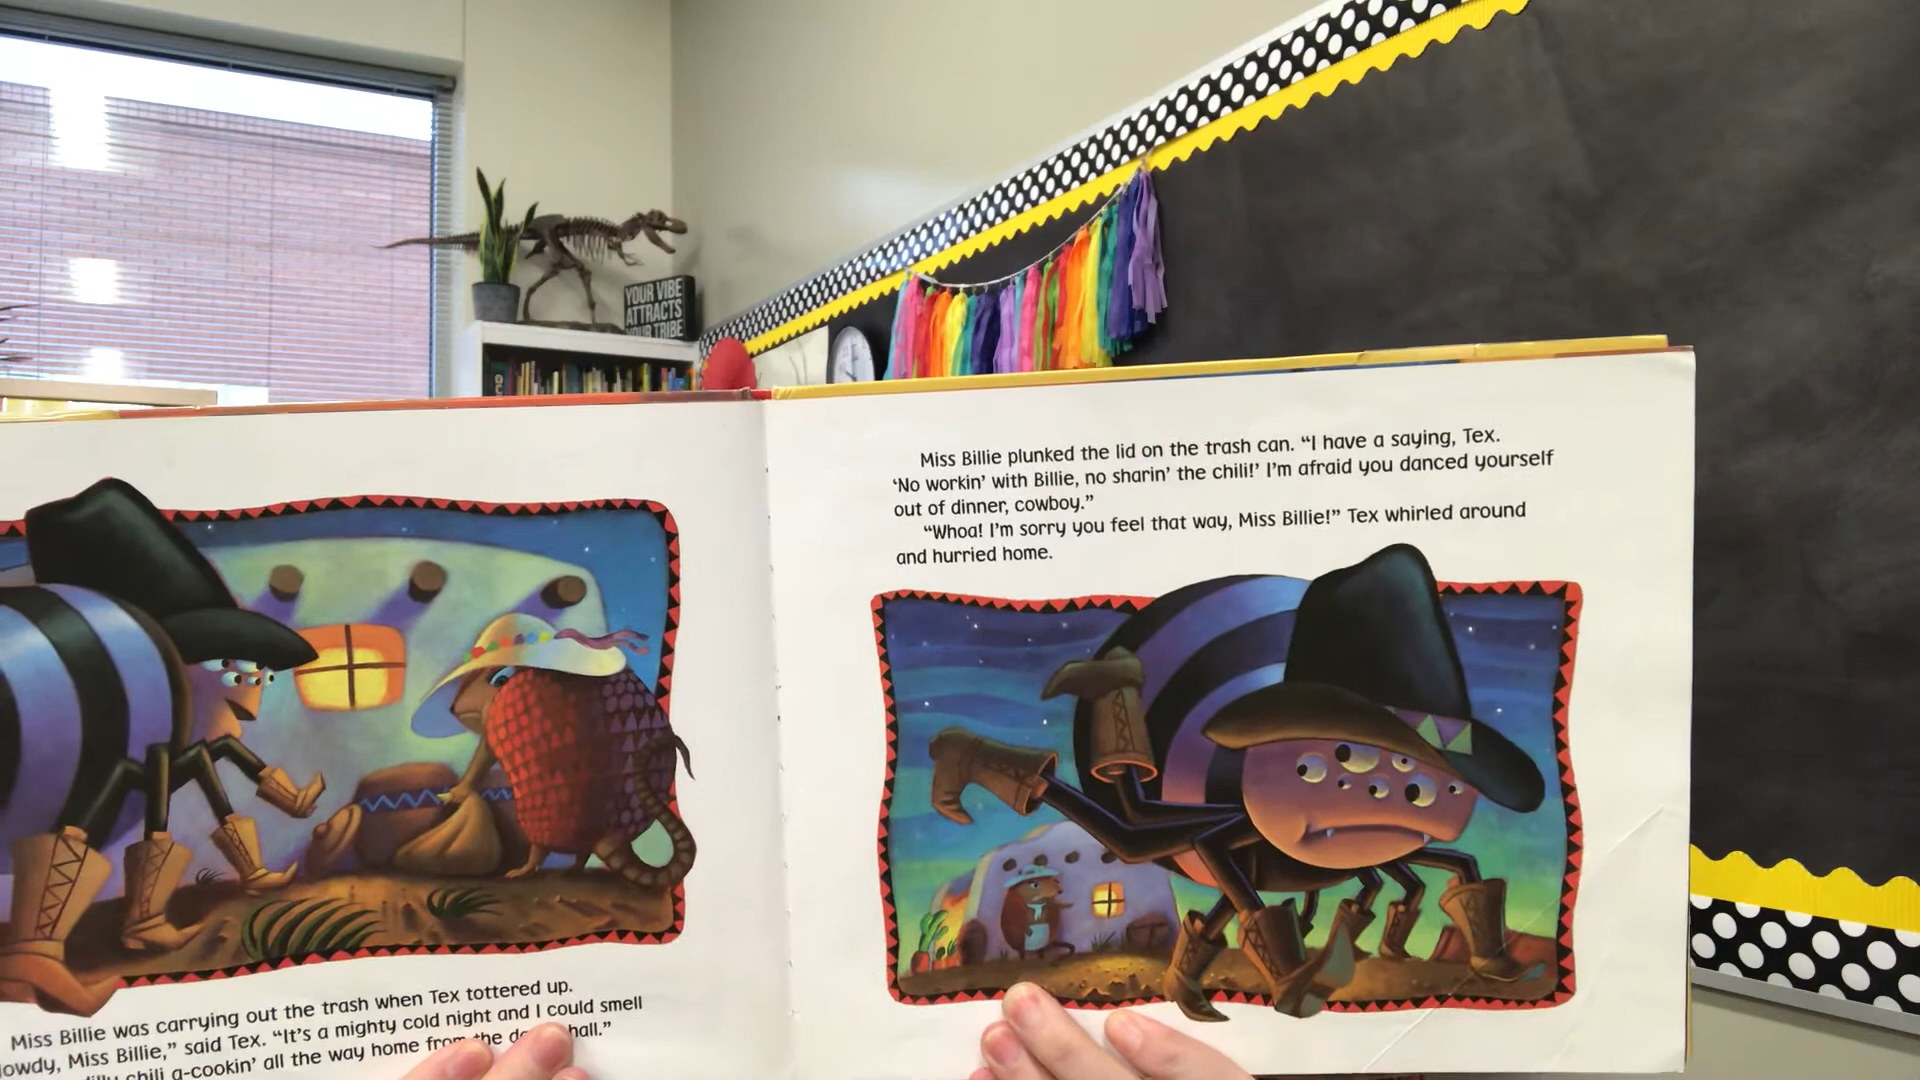 YOUR VIBE
ATTRACTS
YOUR TRIBE
Miss Billie was carrying out the trash when Tex tottered up.
owdy, Miss Billie,” said Tex. “It’s a mighty cold night and I could smell
chili a-cookin’ all the way home from the hall.”
Miss Billie plunked the lid on the trash can. “I have a saying, Tex.
‘No workin’ with Billie, no sharin’ the chili!’ I’m afraid you danced yourself
out of dinner, cowboy.”
“Whoa! I’m sorry you feel that way, Miss Billie!” Tex whirled around
and hurried home.